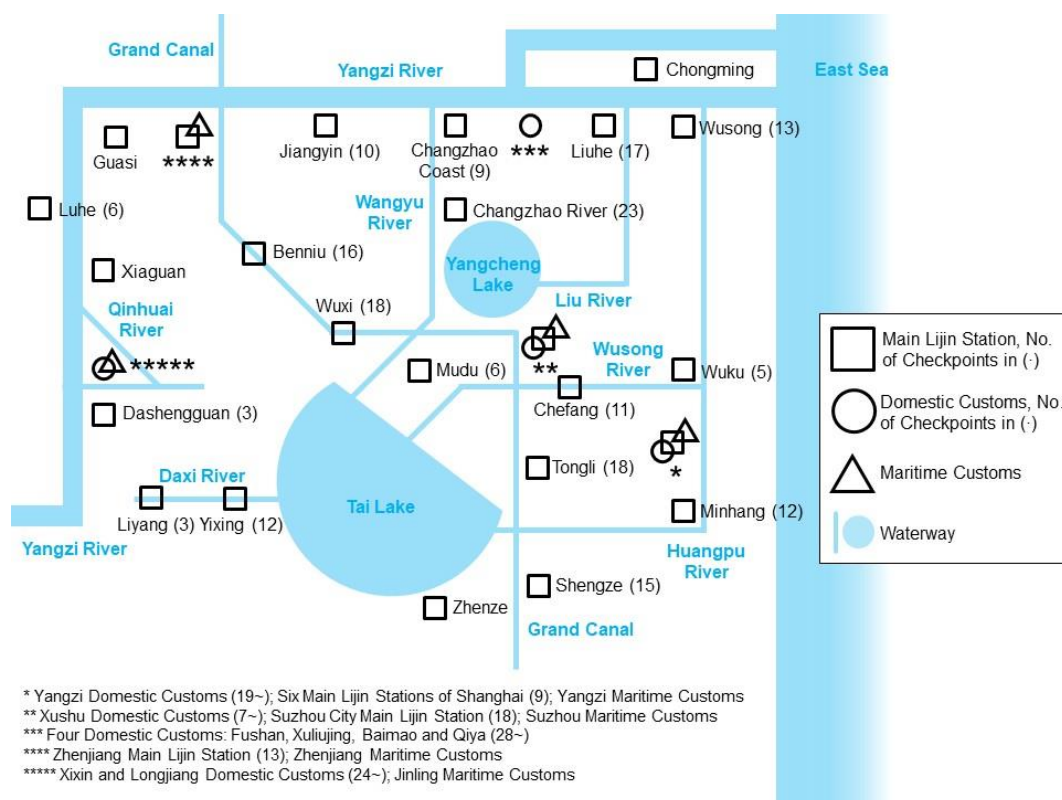 Grand Canal
Yangzi River
Chongming
East Sea
Guasi
****
Jiangyin (10)
Changzhao
Coast (9)
***
Liuhe (17)
Wusong (13)
Luhe (6)
Wangyu
River
Changzhao River (23)
Benniu (16)
Xiaguan
Yangcheng
Lake
Qinhuai
River
Wuxi (18)
Liu River
*****
Mudu (6)
**
Wusong
River
Wuku (5)
Chefang (11)
Dashengguan (3)
*
Tongli (18)
Daxi River
Tai Lake
Liyang (3)
Yixing (12)
Minhang (12)
Yangzi River
Huangpu
River
Shengze (15)
Zhenze
Grand Canal
Main Lijin Station, No.
of Checkpoints in (·)
Domestic Customs, No.
of Checkpoints in (·)
Maritime Customs
Waterway
* Yangzi Domestic Customs (19~); Six Main Lijin Stations of Shanghai (9); Yangzi Maritime Customs
** Xushu Domestic Customs (7~); Suzhou City Main Lijin Station (18); Suzhou Maritime Customs
*** Four Domestic Customs: Fushan, Xuliujing, Baimao and Qiya (28~)
**** Zhenjiang Main Lijin Station (13); Zhenjiang Maritime Customs
***** Xixin and Longjiang Domestic Customs (24~); Jinling Maritime Customs